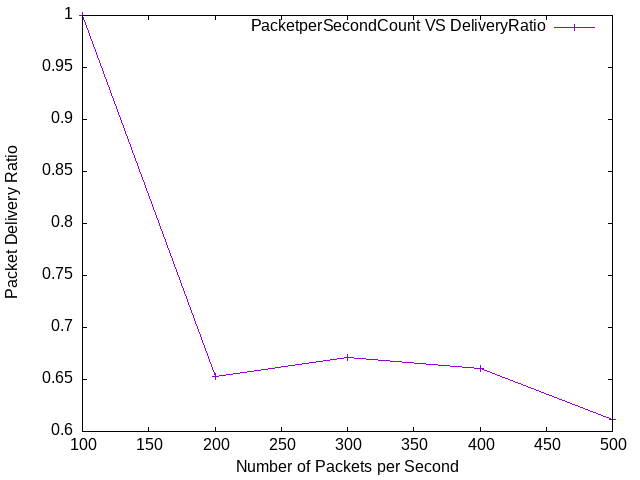 PacketperSecondCount VS DeliveryRatio
1
0.95
0.9
0.85
0.8
0.75
0.7
0.65
0.6
Packet Delivery Ratio
100 150 200 250 300 350 400 450 500
Number of Packets per Second